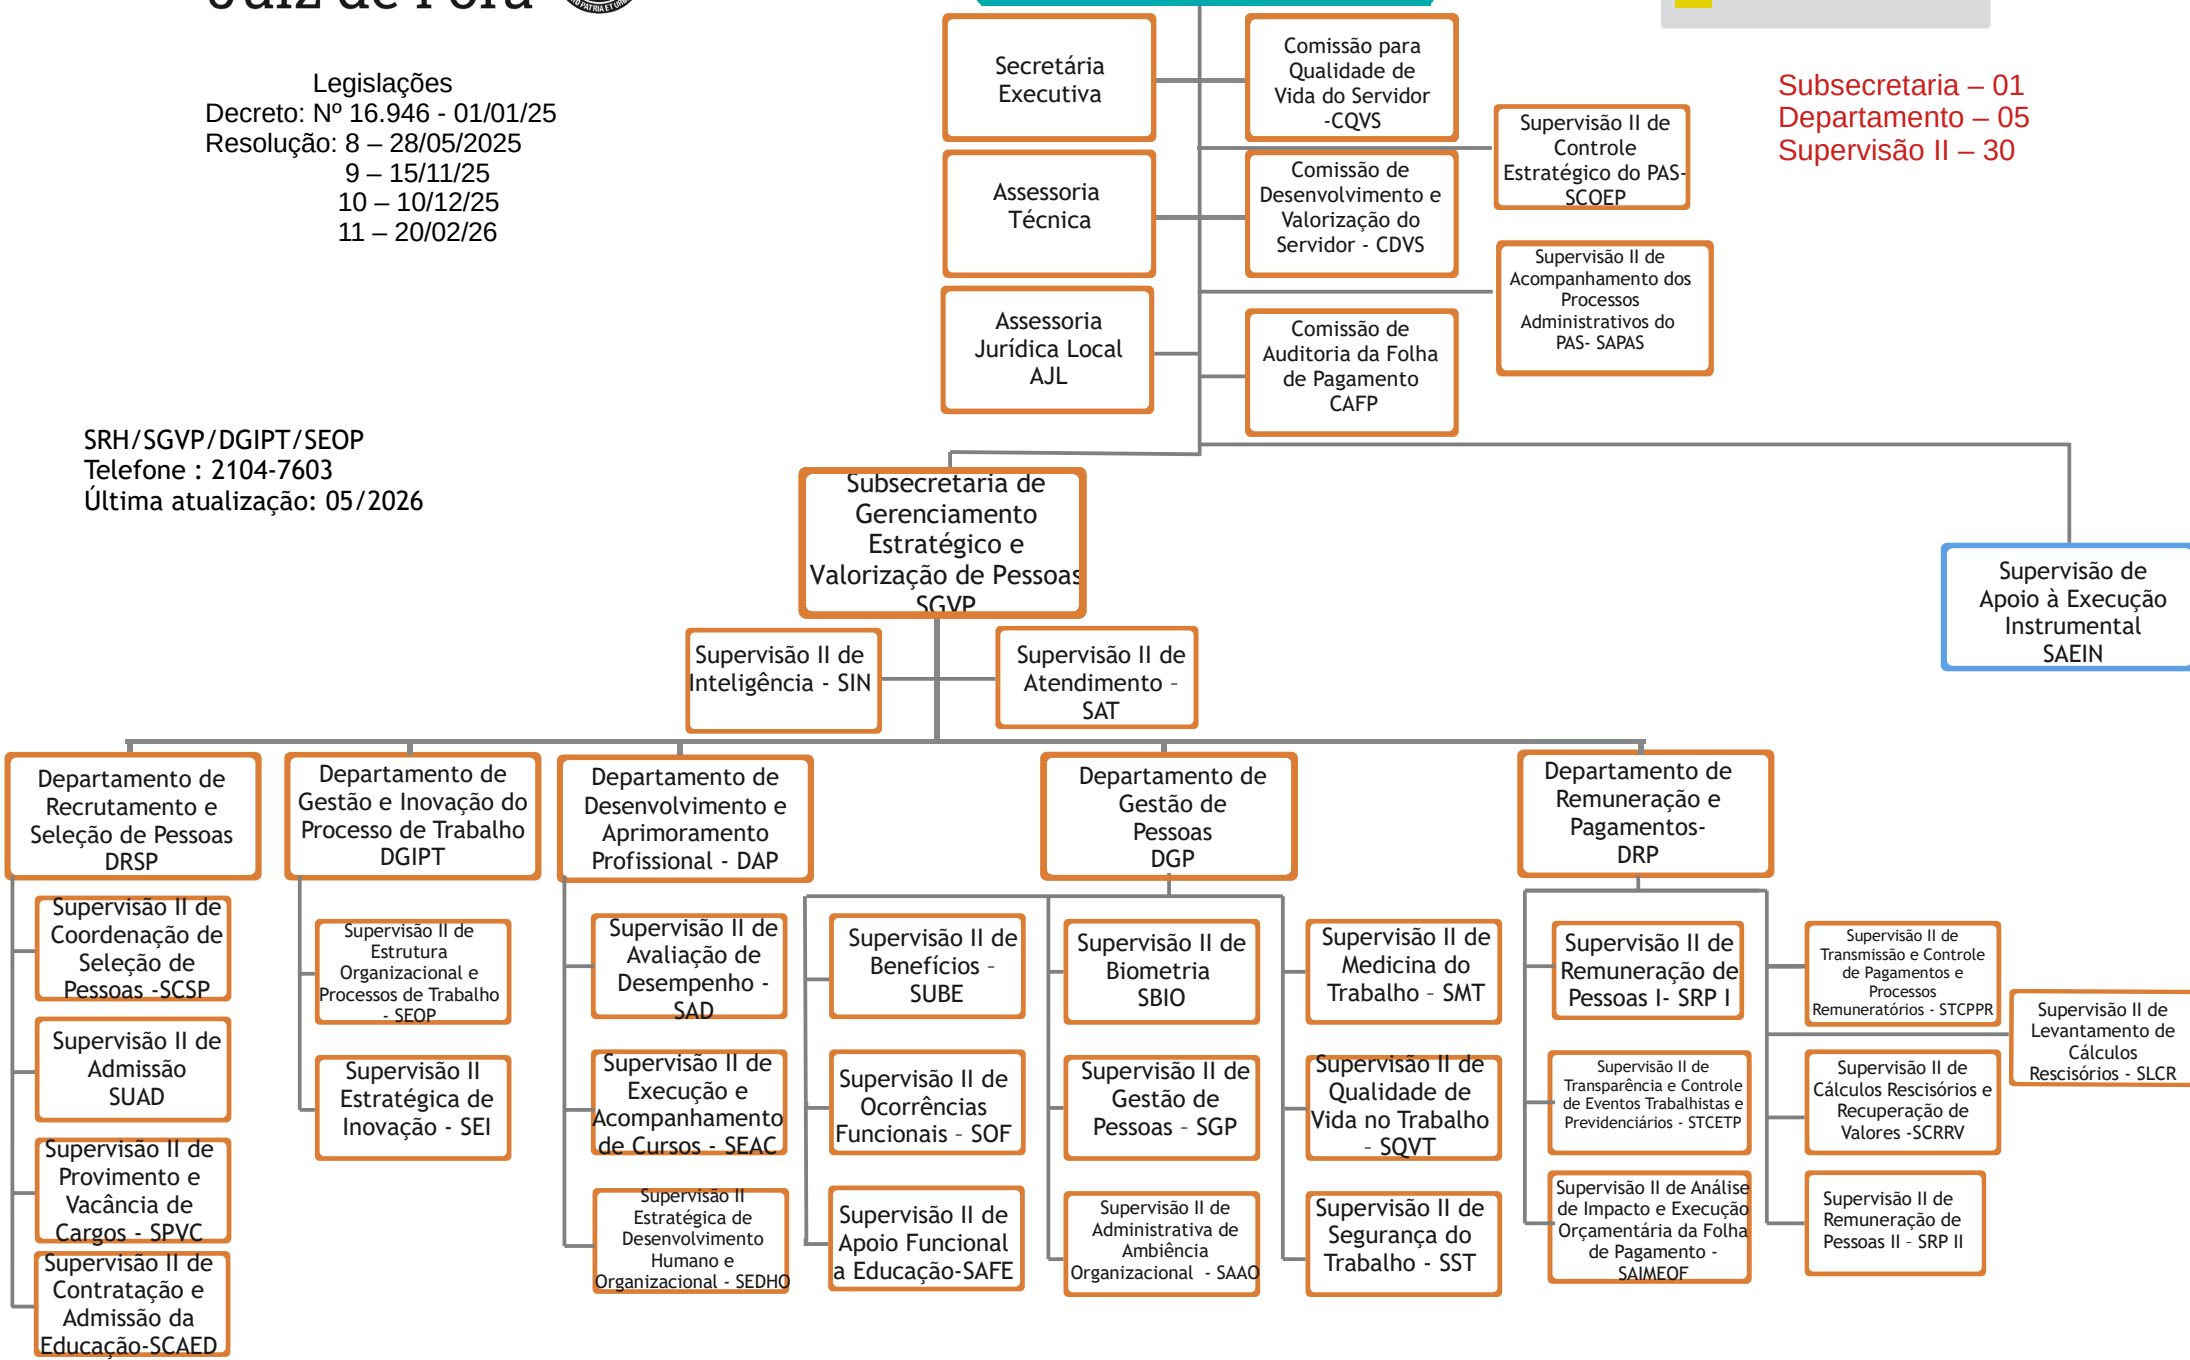 Juiz de Fora
Legislações
Decreto: Nº 16.946 - 01/01/25
Resolução: 8 – 28/05/2025
9 – 15/11/25
10 – 10/12/25
11 – 20/02/26
Subsecretaria – 01
Departamento – 05
Supervisão II – 30
Secretária
Executiva
Comissão para
Qualidade de
Vida do Servidor
-CQVS
Supervisão II de
Controle
Estratégico do PAS-
SCOEP
Assessoria
Técnica
Comissão de
Desenvolvimento e
Valorização do
Servidor - CDVS
Supervisão II de
Acompanhamento dos
Processos
Administrativos do
PAS- SAPAS
Assessoria
Jurídica Local
AJL
Comissão de
Auditoria da Folha
de Pagamento
CAFP
SRH/SGVP/DGIPT/SEOP
Telefone : 2104-7603
Última atualização: 05/2026
Subsecretaria de
Gerenciamento
Estratégico e
Valorização de Pessoas
SGVP
Supervisão de
Apoio à Execução
Instrumental
SAEIN
Supervisão II de
Inteligência - SIN
Supervisão II de
Atendimento –
SAT
Departamento de
Recrutamento e
Seleção de Pessoas
DRSP
Departamento de
Gestão e Inovação do
Processo de Trabalho
DGIPT
Departamento de
Desenvolvimento e
Aprimoramento
Profissional - DAP
Departamento de
Gestão de
Pessoas
DGP
Departamento de
Remuneração e
Pagamentos-
DRP
Supervisão II de
Coordenação de
Seleção de
Pessoas -SCSP
Supervisão II de
Admissão
SUAD
Supervisão II de
Provimento e
Vacância de
Cargos - SPVC
Supervisão II de
Contratação e
Admissão da
Educação-SCAED
Supervisão II de
Estrutura
Organizacional e
Processos de Trabalho
- SEOP
Supervisão II
Estratégica de
Inovação - SEI
Supervisão II de
Avaliação de
Desempenho -
SAD
Supervisão II de
Execução e
Acompanhamento
de Cursos - SEAC
Supervisão II
Estratégica de
Desenvolvimento
Humano e
Organizacional - SEDHO
Supervisão II de
Benefícios –
SUBE
Supervisão II de
Ocorrências
Funcionais – SOF
Supervisão II de
Apoio Funcional
a Educação-SAFE
Supervisão II de
Biometria
SBIO
Supervisão II de
Gestão de
Pessoas – SGP
Supervisão II de
Administrativa de
Ambiência
Organizacional - SAAO
Supervisão II de
Medicina do
Trabalho – SMT
Supervisão II de
Qualidade de
Vida no Trabalho
– SQVT
Supervisão II de
Segurança do
Trabalho - SST
Supervisão II de
Remuneração de
Pessoas I- SRP I
Supervisão II de
Transparência e Controle
de Eventos Trabalhistas e
Previdenciários - STCETP
Supervisão II de Análise
de Impacto e Execução
Orçamentária da Folha
de Pagamento -
SAIMEOF
Supervisão II de
Transmissão e Controle
de Pagamentos e
Processos
Remuneratórios - STCPPR
Supervisão II de
Levantamento de
Cálculos
Rescisórios - SLCR
Supervisão II de
Cálculos Rescisórios e
Recuperação de
Valores -SCRRV
Supervisão II de
Remuneração de
Pessoas II – SRP II